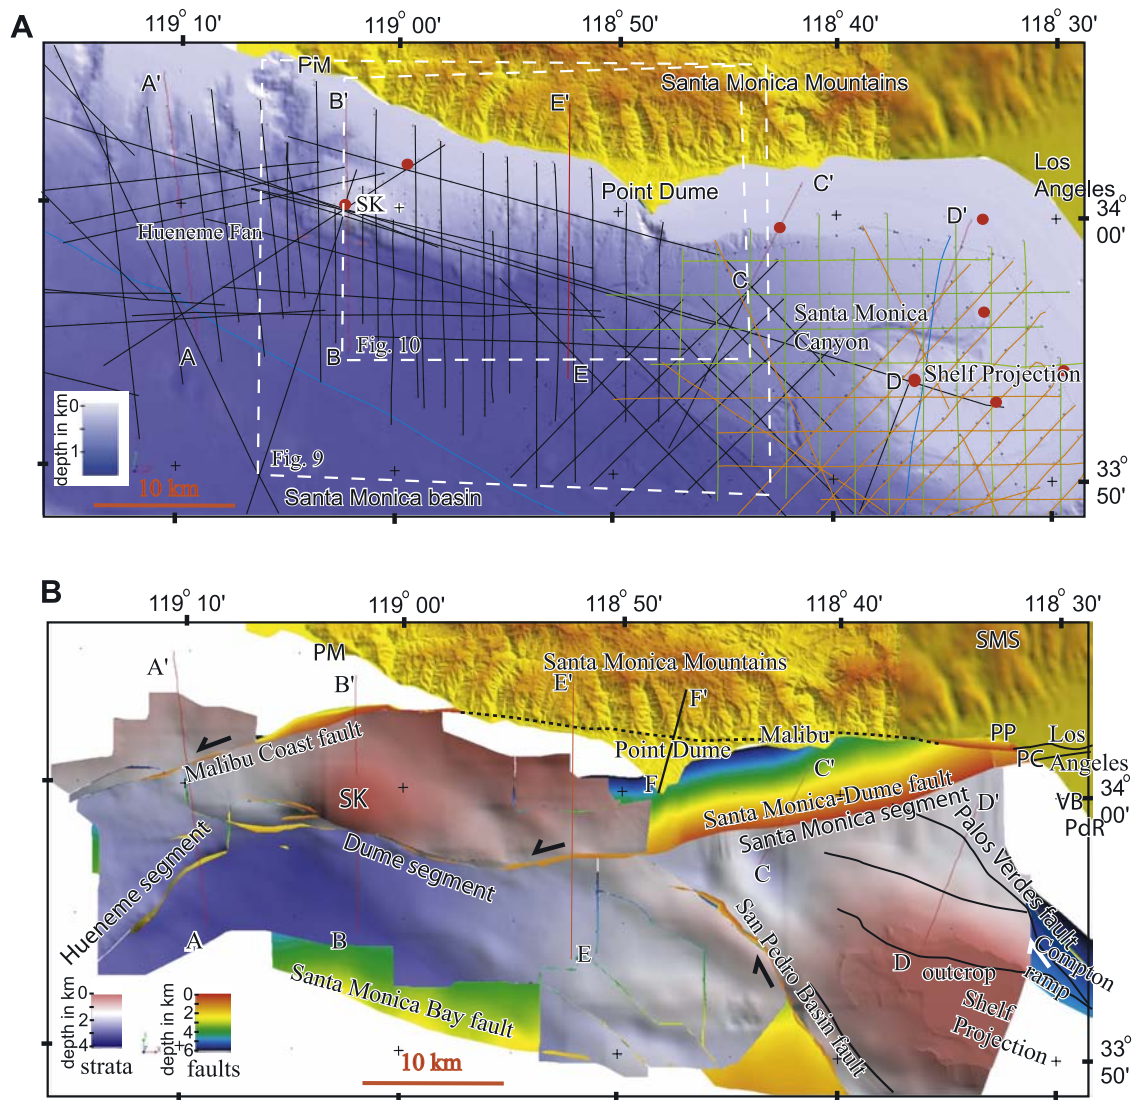 A
119° 10'
119° 00'
118° 50'
118° 40'
118° 30'
PiM
Santa Monica Mountains
A'
B'
E'
Los
Angeles
Point Dume
C'
SK
D'
34°
00'
Hueneme Fan
C
Santa Monica
Canyon
A
B
Fig. 10
E
D
Shelf Projection
depth in km
0
1
Fig. 9
10 km
Santa Monica basin
33°
50'
B
119° 10'
119° 00'
118° 50'
118° 40'
118° 30'
SMS
PM
A'
Santa Monica Mountains
B'
E'
F'
Malibu Coast fault
Point Dume
Malibu
PP
Los
PC
Angeles
C'
F
34°
00'
SK
Santa Monica-Dume fault
Santa Monica segment
D'
VB
PdR
Dume segment
Palos Verdes fault
Hueneme segment
C
San Pedro Basin fault
A
B
E
D
outcrop
Compton
ramp
Santa Monica Bay fault
Shelf
Projection
depth in km
0
2
4
strata
depth in km
0
2
4
6
faults
10 km
33°
50'